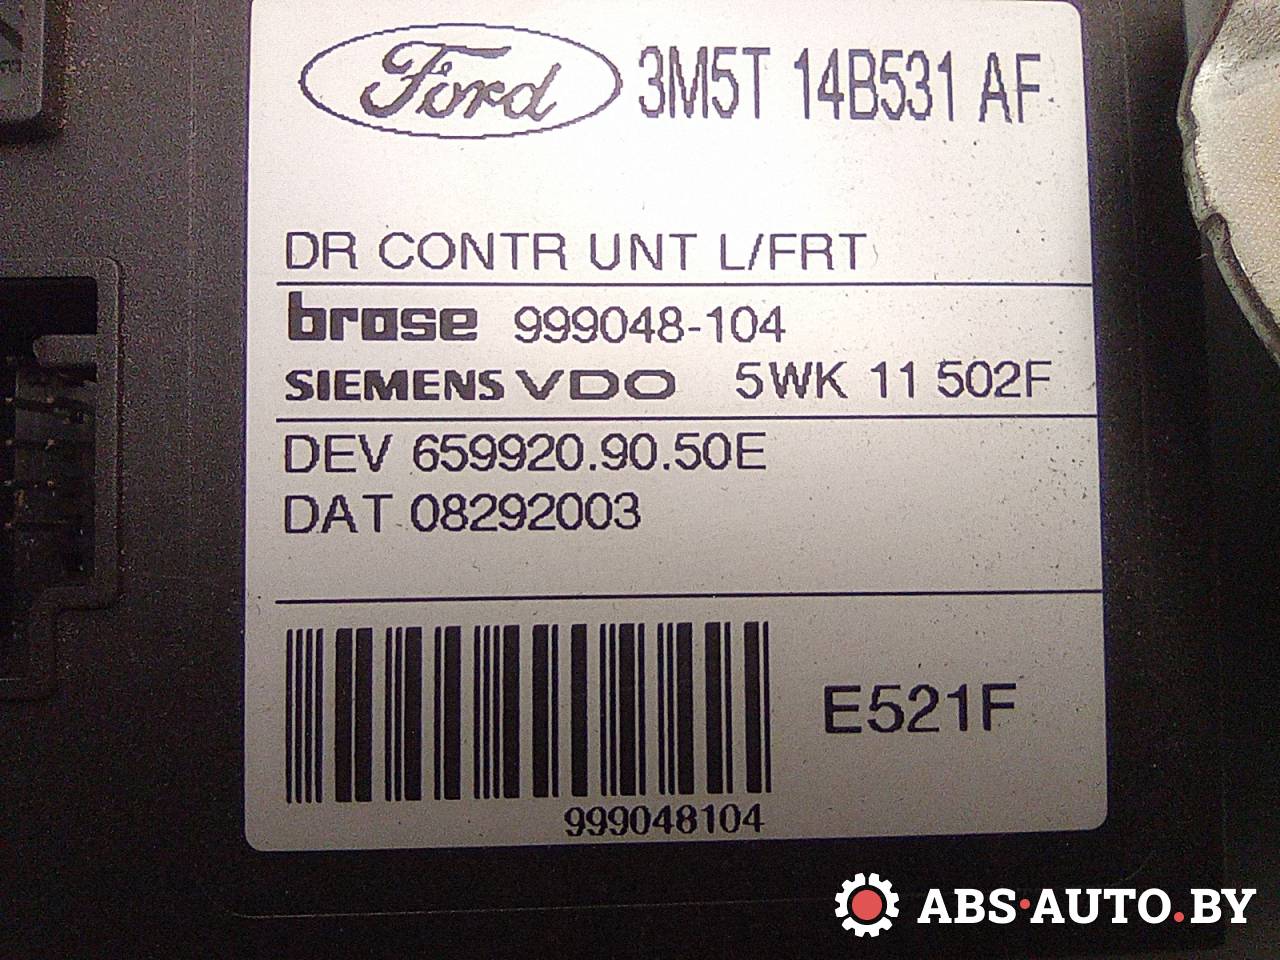 Ford 3M5T 14B531 AF
DR CONTR UNT L/FRT
brose 999048-104
SIEMENS VDO 5WK 11 502F
DEV 659920.90.50E
DAT 08292003
E521F
999048104
ABS·AUTO.BY